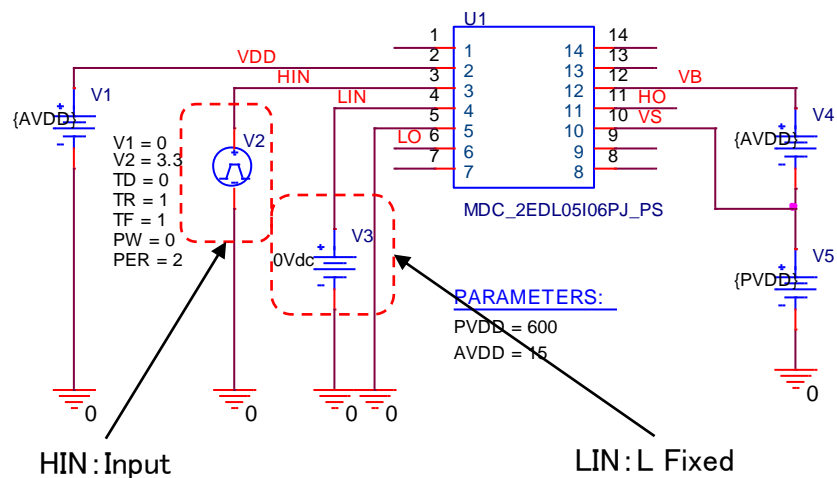 U1
1
2
3
4
5
6
7
1
2
3
4
5
6
7
14
13
12
11
10
9
8
14
13
12
11
10
9
8
VDD
HIN
LIN
LO
VB
HO
VS
V1
{AVDD}
V1 = 0
V2 = 3.3
TD = 0
TR = 1
TF = 1
PW = 0
PER = 2
V2
V3
0Vdc
MDC_2EDL05I06PJ_PS
V4
{AVDD}
V5
{PVDD}
PARAMETERS:
PVDD = 600
AVDD = 15
0
0
0
0
0
HIN:Input
LIN:L Fixed